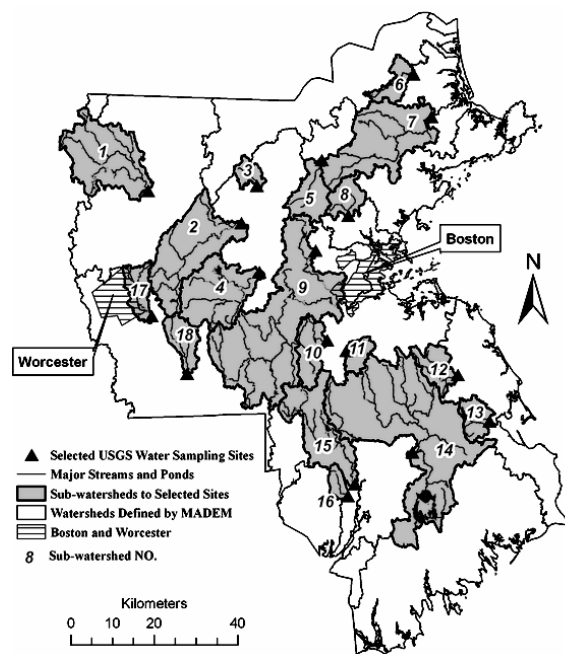 6
7
1
3
5
8
2
Boston
N
4
9
17
Worcester
18
10
11
12
13
15
14
16
Selected USGS Water Sampling Sites
Major Streams and Ponds
Sub-watersheds to Selected Sites
Watersheds Defined by MADEM
Boston and Worcester
8 Sub-watershed NO.
Kilometers
0 10 20 40